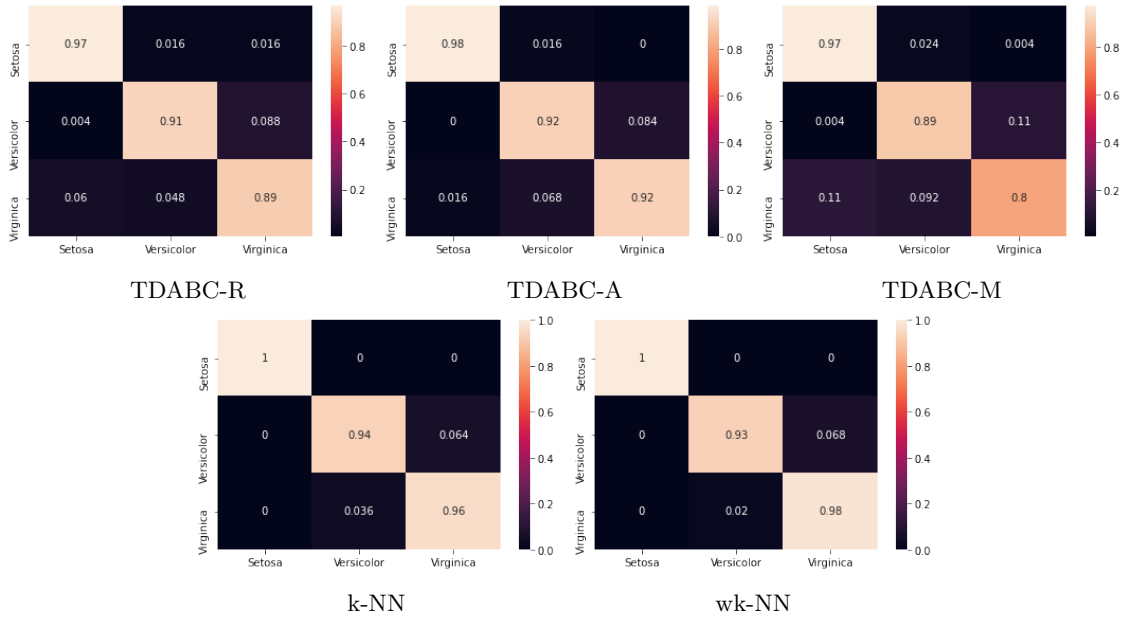 Setosa 0.97 0.016 0.016 0.8
Versicolor 0.004 0.91 0.088 0.6 0.4
Virginica 0.06 0.048 0.89 0.2
Setosa Versicolor Virginica
TDABC-R
Setosa 0.98 0.016 0 0.8
Versicolor 0 0.92 0.084 0.6 0.4
Virginica 0.016 0.068 0.92 0.2 0.0
Setosa Versicolor Virginica
TDABC-A
Setosa 0.97 0.024 0.004 0.8
Versicolor 0.004 0.89 0.11 0.6 0.4
Virginica 0.11 0.092 0.8 0.2
Setosa Versicolor Virginica
TDABC-M
Setosa 1 0 0 1.0 0.8
Versicolor 0 0.94 0.064 0.6 0.4
Virginica 0 0.036 0.96 0.2 0.0
Setosa Versicolor Virginica
k-NN
Setosa 1 0 0 1.0 0.8
Versicolor 0 0.93 0.068 0.6 0.4
Virginica 0 0.02 0.98 0.2 0.0
Setosa Versicolor Virginica
wk-NN